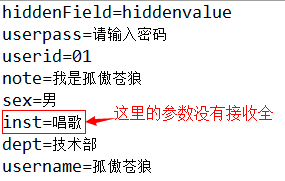 hiddenField=hiddenvalue
userpass=请输入密码
userid=01
note=我是孤傲苍狼
sex=男
inst=唱歌
这里的参数没有接收全
dept=技术部
username=孤傲苍狼